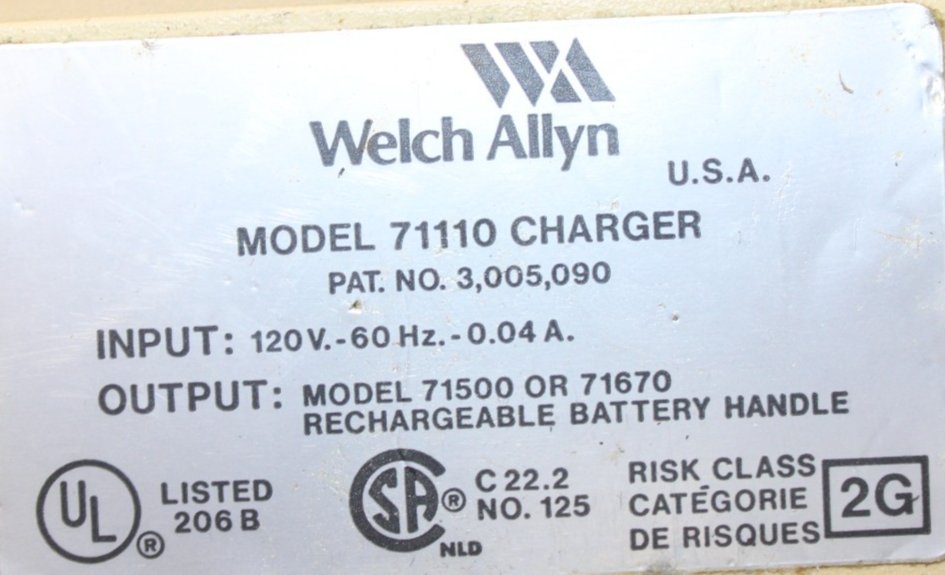 WA
Welch Allyn
U.S.A.
MODEL 71110 CHARGER
PAT. NO. 3,005,090
INPUT: 120 V.-60 Hz.-0.04 A.
OUTPUT: MODEL 71500 OR 71670
RECHARGEABLE BATTERY HANDLE
UL ® LISTED
206 B
SA ® NLD
C 22.2
NO. 125
RISK CLASS
CATÉGORIE
DE RISQUES
2G